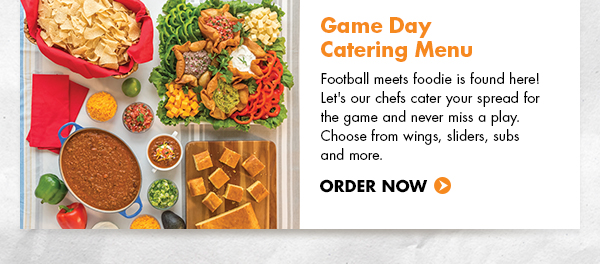 Game Day
Catering Menu
Football meets foodie is found here!
Let's our chefs cater your spread for
the game and never miss a play.
Choose from wings, sliders, subs
and more.
ORDER NOW